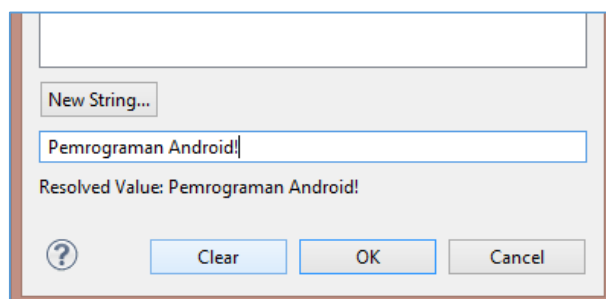 New String...
Pemrograman Android!
Resolved Value: Pemrograman Android!
? Clear OK Cancel